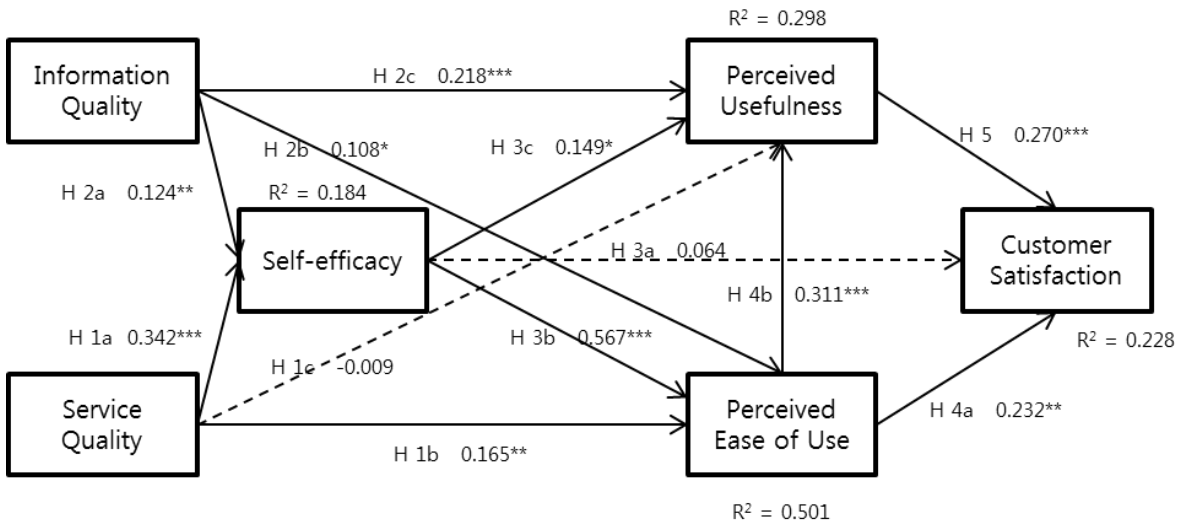 R² = 0.298
Information
Quality
H 2c 0.218***
Perceived
Usefulness
H 2b 0.108*
H 3c 0.149*
H 5 0.270***
H 2a 0.124**
R² = 0.184
Self-efficacy
H 3a 0.064
Customer
Satisfaction
H 4b 0.311***
H 1a 0.342***
H 3b 0.567***
R² = 0.228
H 1c -0.009
Service
Quality
Perceived
Ease of Use
H 4a 0.232**
H 1b 0.165**
R² = 0.501